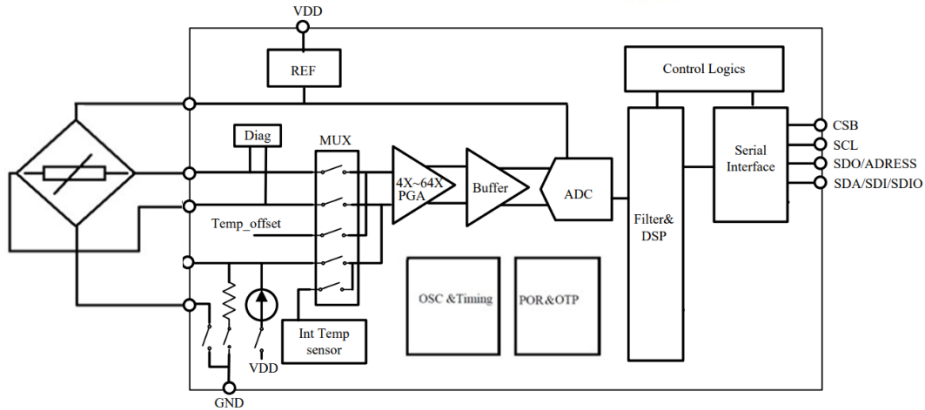 VDD
REF
Control Logics
Diag
MUX
CSB
SCL
SDO/ADRESS
SDA/SDI/SDIO
Serial
Interface
4X~64X
PGA
Buffer
ADC
Filter&
DSP
Temp_offset
OSC &Timing
POR&OTP
Int Temp
sensor
VDD
GND